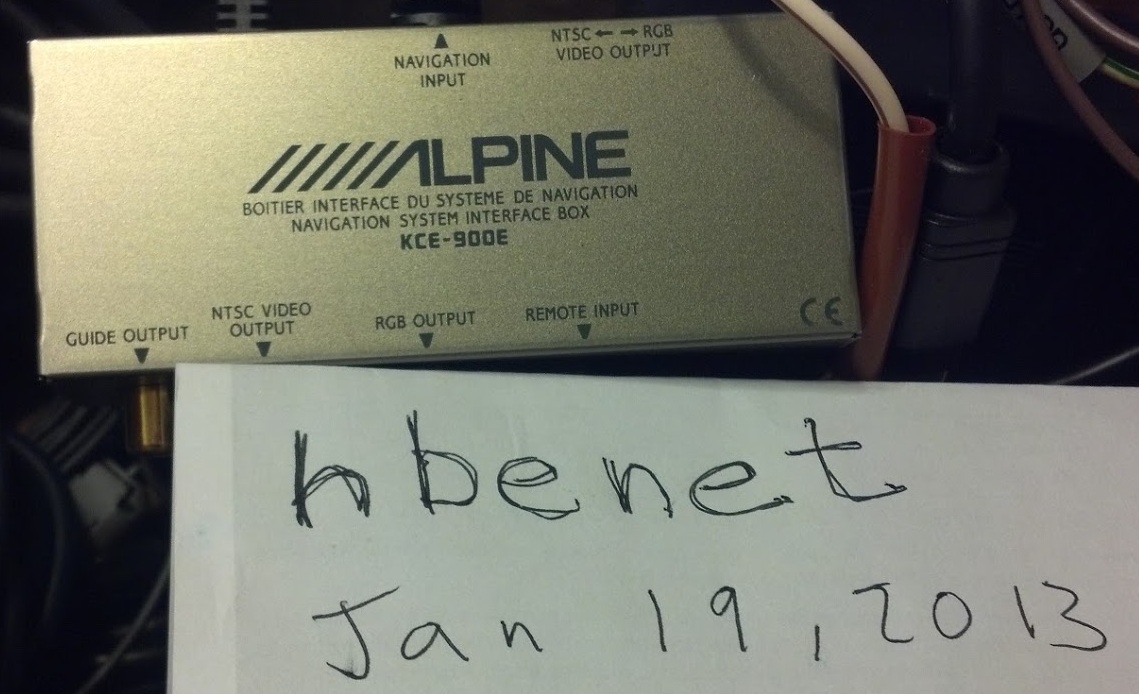 NAVIGATION
INPUT
NTSC ← → RGB
VIDEO OUTPUT
ALPINE
BOITIER INTERFACE DU SYSTEME DE NAVIGATION
NAVIGATION SYSTEM INTERFACE BOX
KCE-900E
GUIDE OUTPUT
NTSC VIDEO
OUTPUT
RGB OUTPUT
REMOTE INPUT
CE
hbenet
Jan 19, 2013